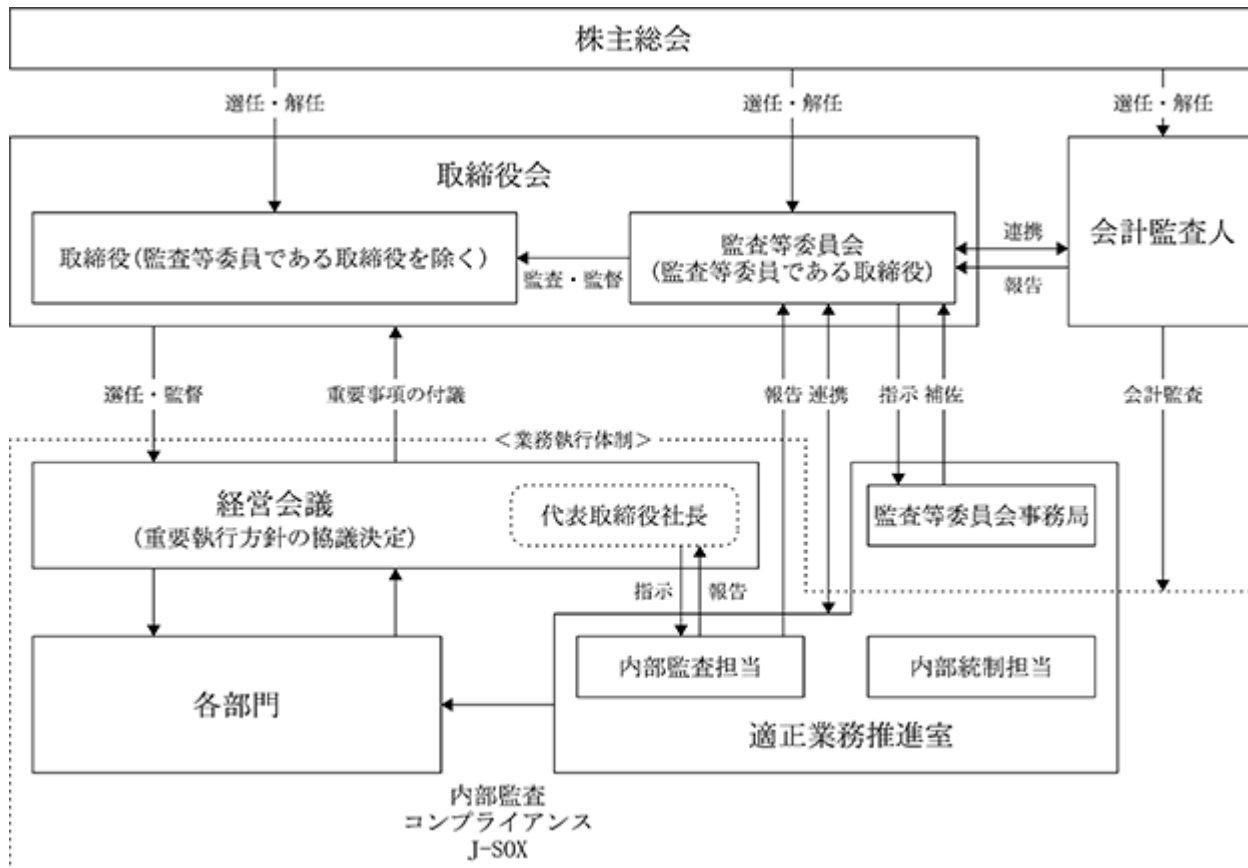 株主総会
選任・解任
選任・解任
選任・解任
取締役会
会計監査人
取締役(監査等委員である取締役を除く)
監査・監督
監査等委員会
(監査等委員である取締役)
連携
報告
選任・監督
重要事項の付議
報告
連携
指示
補佐
会計監査
＜業務執行体制＞
経営会議
(重要執行方針の協議決定)
代表取締役社長
監査等委員会事務局
指示
報告
各部門
内部監査担当
内部統制担当
適正業務推進室
内部監査
コンプライアンス
J-SOX